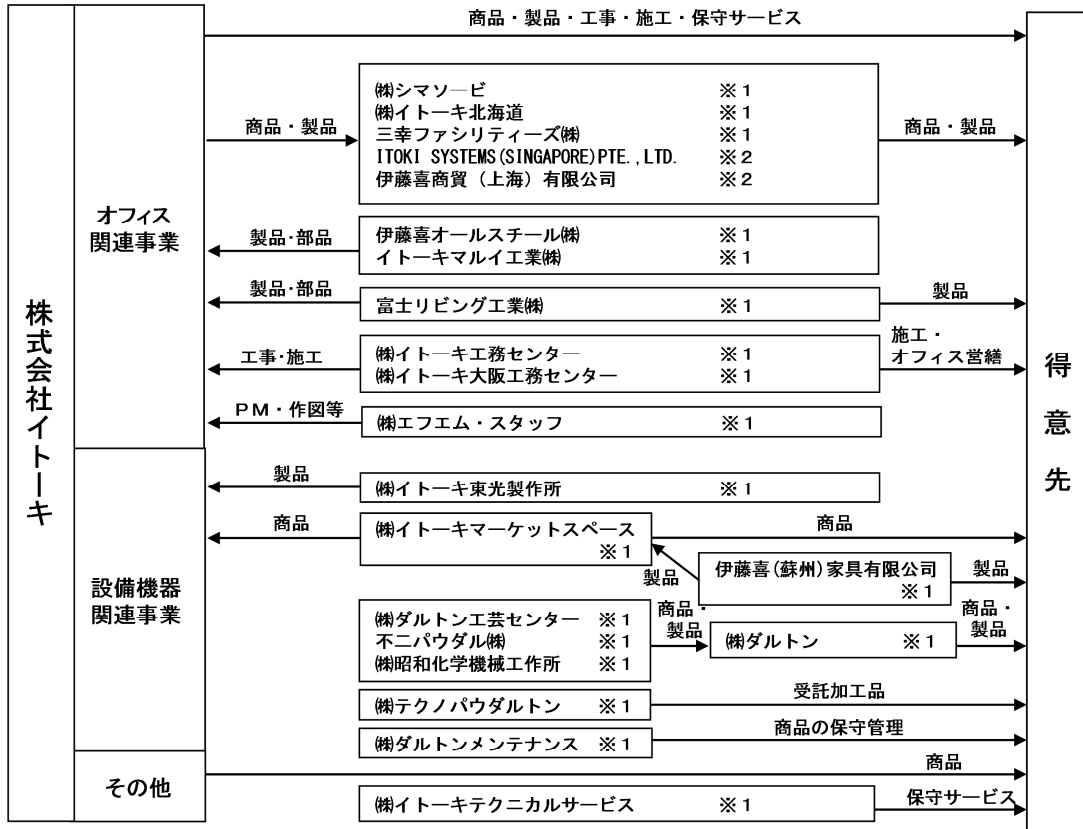 株式会社イトーキ
商品・製品・工事・施工・保守サービス
オフィス
関連事業
商品・製品
㈱シマソービ ※1
㈱イトーキ北海道 ※1
三幸ファシリティーズ㈱ ※1
ITOKI SYSTEMS(SINGAPORE)PTE.,LTD. ※2
伊藤喜商貿（上海）有限公司 ※2
商品・製品
製品・部品
伊藤喜オールスチール㈱ ※1
イトーキマルイ工業㈱ ※1
製品・部品
富士リビング工業㈱ ※1
製品
工事・施工
㈱イトーキ工務センター ※1
㈱イトーキ大阪工務センター ※1
施工・
オフィス営繕
PM・作図等
㈱エフエム・スタッフ ※1
設備機器
関連事業
製品
㈱イトーキ東光製作所 ※1
商品
㈱イトーキマーケットスペース
※1
商品
製品
伊藤喜(蘇州)家具有限公司
※1
製品
㈱ダルトン工芸センター ※1
不二パウダル㈱ ※1
㈱昭和化学機械工作所 ※1
商品・
製品
㈱ダルトン ※1
商品・
製品
㈱テクノパウダルトン ※1
受託加工品
㈱ダルトンメンテナンス ※1
商品の保守管理
その他
商品
㈱イトーキテクニカルサービス ※1
保守サービス
得意先